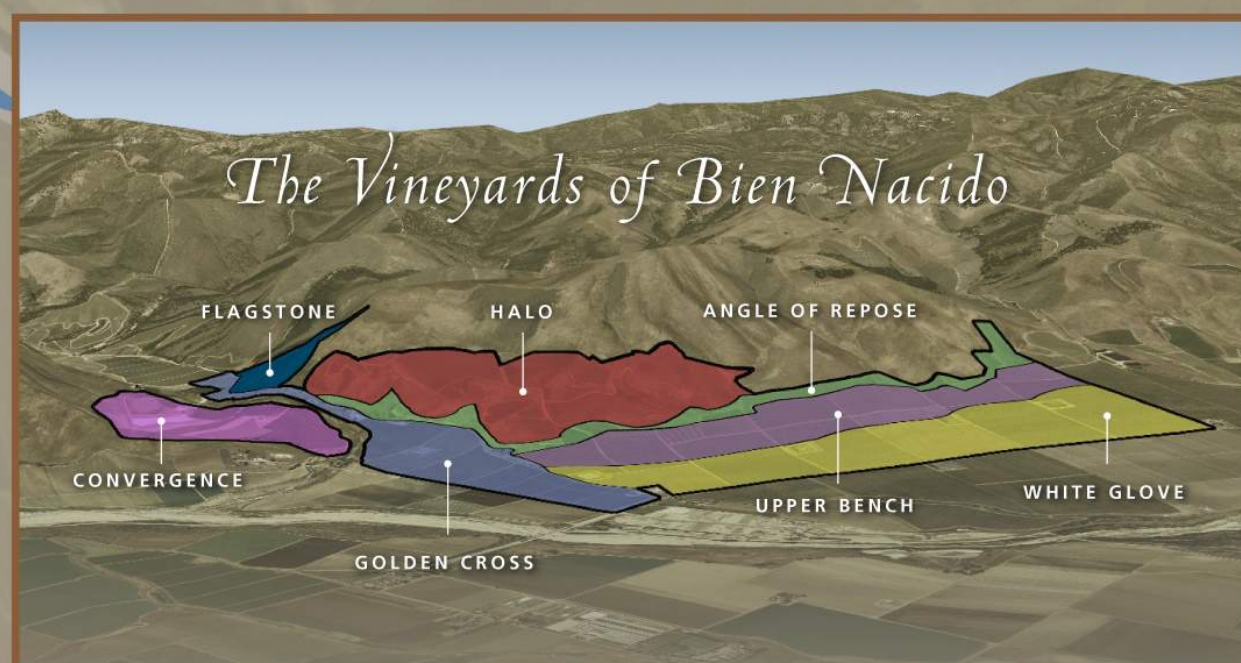 The Vineyards of Bien Nacido
FLAGSTONE
HALO
ANGLE OF REPOSE
CONVERGENCE
GOLDEN CROSS
UPPER BENCH
WHITE GLOVE